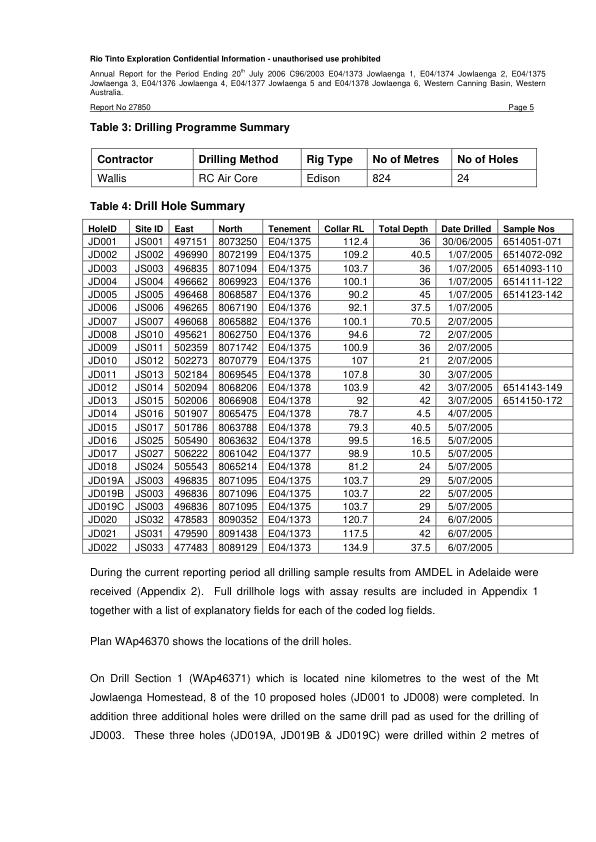 Rio Tinto Exploration Confidential Information - unauthorised use prohibited
Annual Report for the Period Ending 20th July 2006 C96/2003 E04/1373 Jowlaenga 1, E04/1374 Jowlaenga 2, E04/1375
Jowlaenga 3, E04/1376 Jowlaenga 4, E04/1377 Jowlaenga 5 and E04/1378 Jowlaenga 6, Western Canning Basin, Western
Australia.
Report No 27850 Page 5
Table 3: Drilling Programme Summary
Contractor Drilling Method Rig Type No of Metres No of Holes
Wallis RC Air Core Edison 824 24
Table 4: Drill Hole Summary
HoleID Site ID East North Tenement Collar RL Total Depth Date Drilled Sample Nos
JD001 JS001 497151 8073250 E04/1375 112.4 36 30/06/2005 6514051-071
JD002 JS002 496990 8072199 E04/1375 109.2 40.5 1/07/2005 6514072-092
JD003 JS003 496835 8071094 E04/1375 103.7 36 1/07/2005 6514093-110
JD004 JS004 496662 8069923 E04/1376 100.1 36 1/07/2005 6514111-122
JD005 JS005 496468 8068587 E04/1376 90.2 45 1/07/2005 6514123-142
JD006 JS006 496265 8067190 E04/1376 92.1 37.5 1/07/2005
JD007 JS007 496068 8065882 E04/1376 100.1 70.5 2/07/2005
JD008 JS010 495621 8062750 E04/1376 94.6 72 2/07/2005
JD009 JS011 502359 8071742 E04/1375 100.9 36 2/07/2005
JD010 JS012 502273 8070779 E04/1375 107 21 2/07/2005
JD011 JS013 502184 8069545 E04/1378 107.8 30 3/07/2005
JD012 JS014 502094 8068206 E04/1378 103.9 42 3/07/2005 6514143-149
JD013 JS015 502006 8066908 E04/1378 92 42 3/07/2005 6514150-172
JD014 JS016 501907 8065475 E04/1378 78.7 4.5 4/07/2005
JD015 JS017 501786 8063788 E04/1378 79.3 40.5 5/07/2005
JD016 JS025 505490 8063632 E04/1378 99.5 16.5 5/07/2005
JD017 JS027 506222 8061042 E04/1377 98.9 10.5 5/07/2005
JD018 JS024 505543 8065214 E04/1378 81.2 24 5/07/2005
JD019A JS003 496835 8071095 E04/1375 103.7 29 5/07/2005
JD019B JS003 496836 8071096 E04/1375 103.7 22 5/07/2005
JD019C JS003 496836 8071095 E04/1375 103.7 29 5/07/2005
JD020 JS032 478583 8090352 E04/1373 120.7 24 6/07/2005
JD021 JS031 479590 8091438 E04/1373 117.5 42 6/07/2005
JD022 JS033 477483 8089129 E04/1373 134.9 37.5 6/07/2005
During the current reporting period all drilling sample results from AMDEL in Adelaide were
received (Appendix 2). Full drillhole logs with assay results are included in Appendix 1
together with a list of explanatory fields for each of the coded log fields.
Plan WAp46370 shows the locations of the drill holes.
On Drill Section 1 (WAp46371) which is located nine kilometres to the west of the Mt
Jowlaenga Homestead, 8 of the 10 proposed holes (JD001 to JD008) were completed. In
addition three additional holes were drilled on the same drill pad as used for the drilling of
JD003. These three holes (JD019A, JD019B & JD019C) were drilled within 2 metres of